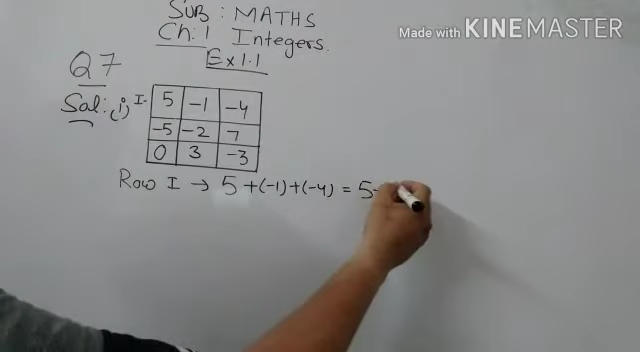 SUB : MATHS
Made with KINEMASTER
Ch: 1 Integers.
Ex 1.1
Q7
Sol: (i) I. 5 -1 -4
-5 -2 7
0 3 -3
Row I → 5 + (-1) + (-4) = 5-